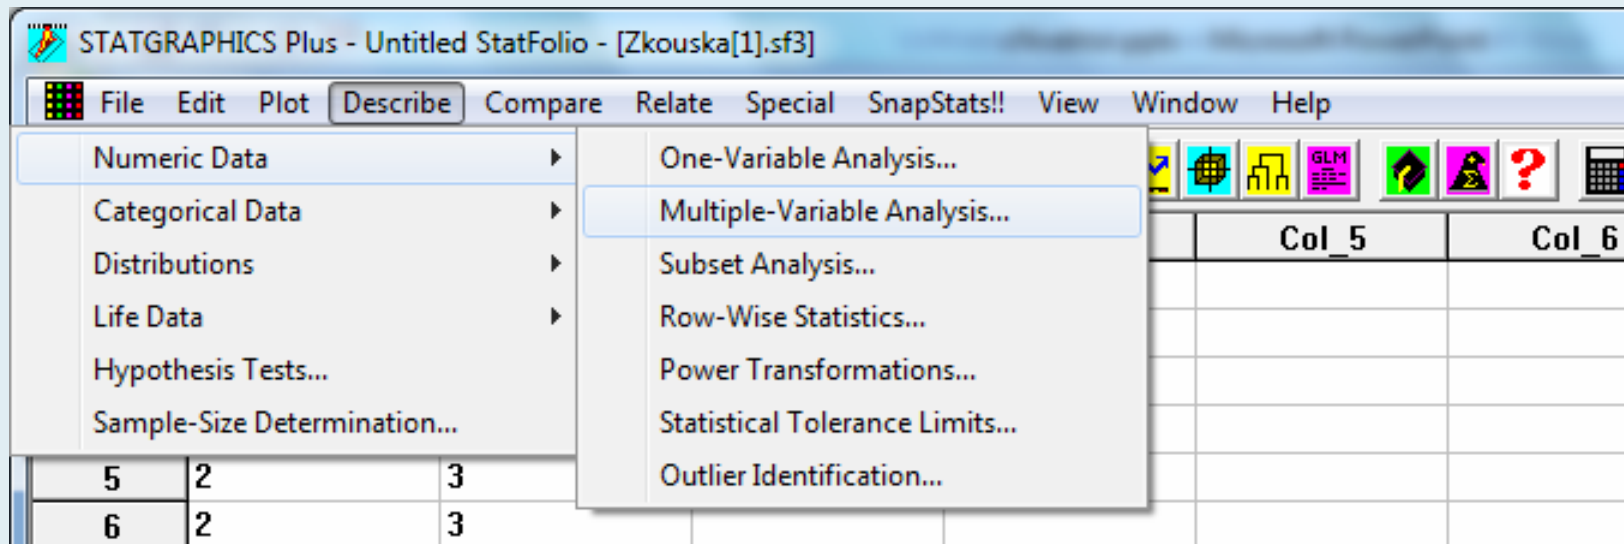 STATGRAPHICS Plus - Untitled StatFolio - [Zkouska[1].sf3]
File Edit Plot Describe Compare Relate Special SnapStats!! View Window Help
Numeric Data
Categorical Data
Distributions
Life Data
Hypothesis Tests...
Sample-Size Determination...
One-Variable Analysis...
Multiple-Variable Analysis...
Subset Analysis...
Row-Wise Statistics...
Power Transformations...
Statistical Tolerance Limits...
Outlier Identification...
GLM
Col_5 Col_6
5 2 3
6 2 3